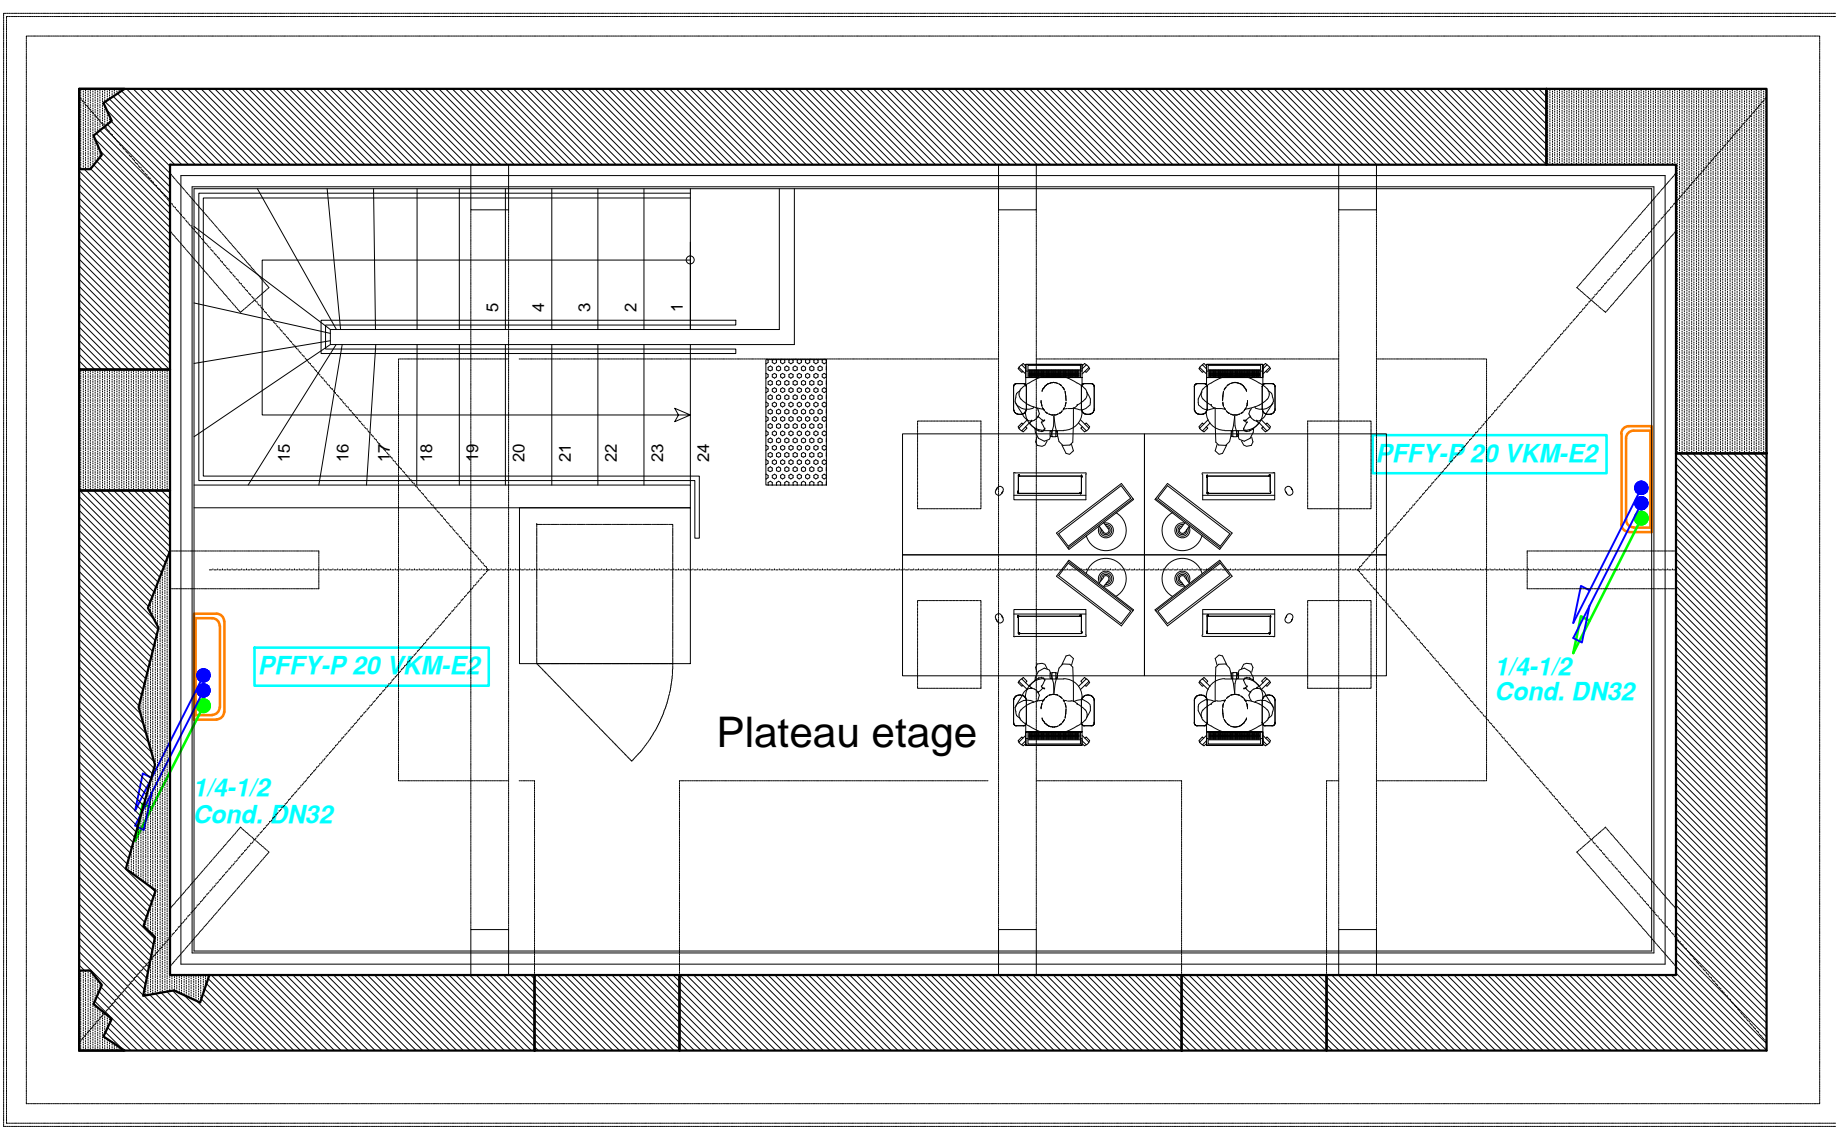 5 4 3 2 1
15 16 17 18 19 20 21 22 23 24
PFFY-P 20 VKM-E2
PFFY-P 20 VKM-E2
1/4-1/2
Cond. DN32
Plateau etage
1/4-1/2
Cond. DN32